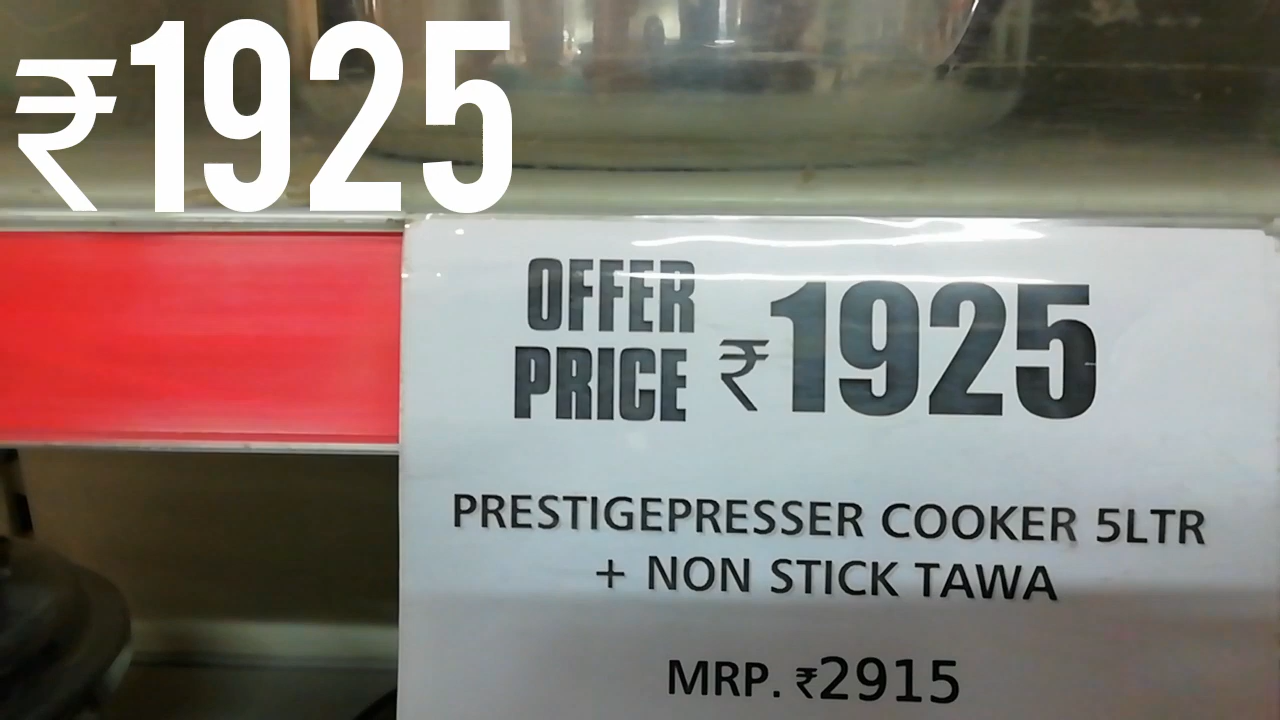 ₹1925
OFFER
PRICE ₹1925
PRESTIGEPRESSER COOKER 5LTR
+ NON STICK TAWA
MRP. ₹2915